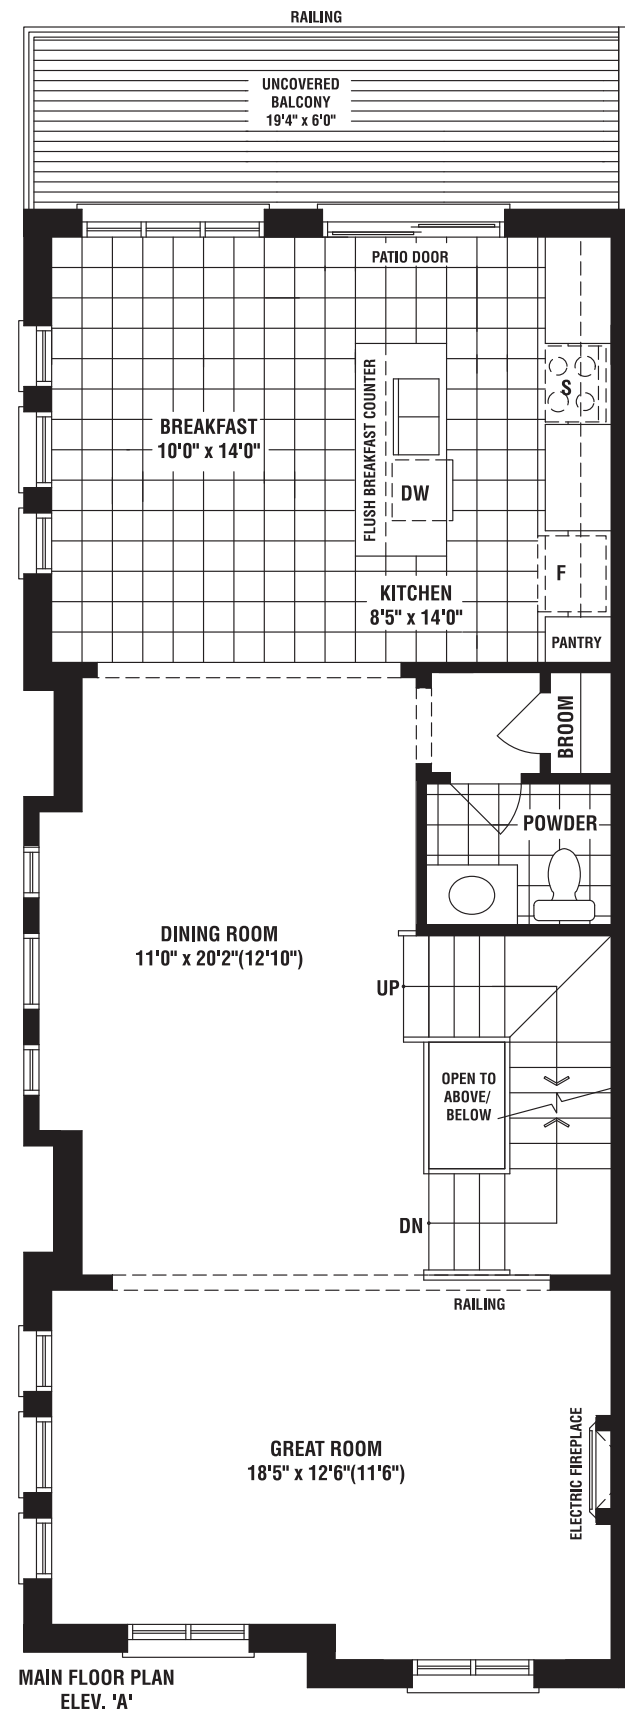 RAILING
UNCOVERED
BALCONY
19'4" x 6'0"
PATIO DOOR
FLUSH BREAKFAST COUNTER
S
BREAKFAST
10'0" x 14'0"
DW
F
KITCHEN
8'5" x 14'0"
PANTRY
BROOM
POWDER
DINING ROOM
11'0" x 20'2"(12'10")
UP
OPEN TO
ABOVE/
BELOW
DN
RAILING
ELECTRIC FIREPLACE
GREAT ROOM
18'5" x 12'6"(11'6")
MAIN FLOOR PLAN
ELEV. 'A'